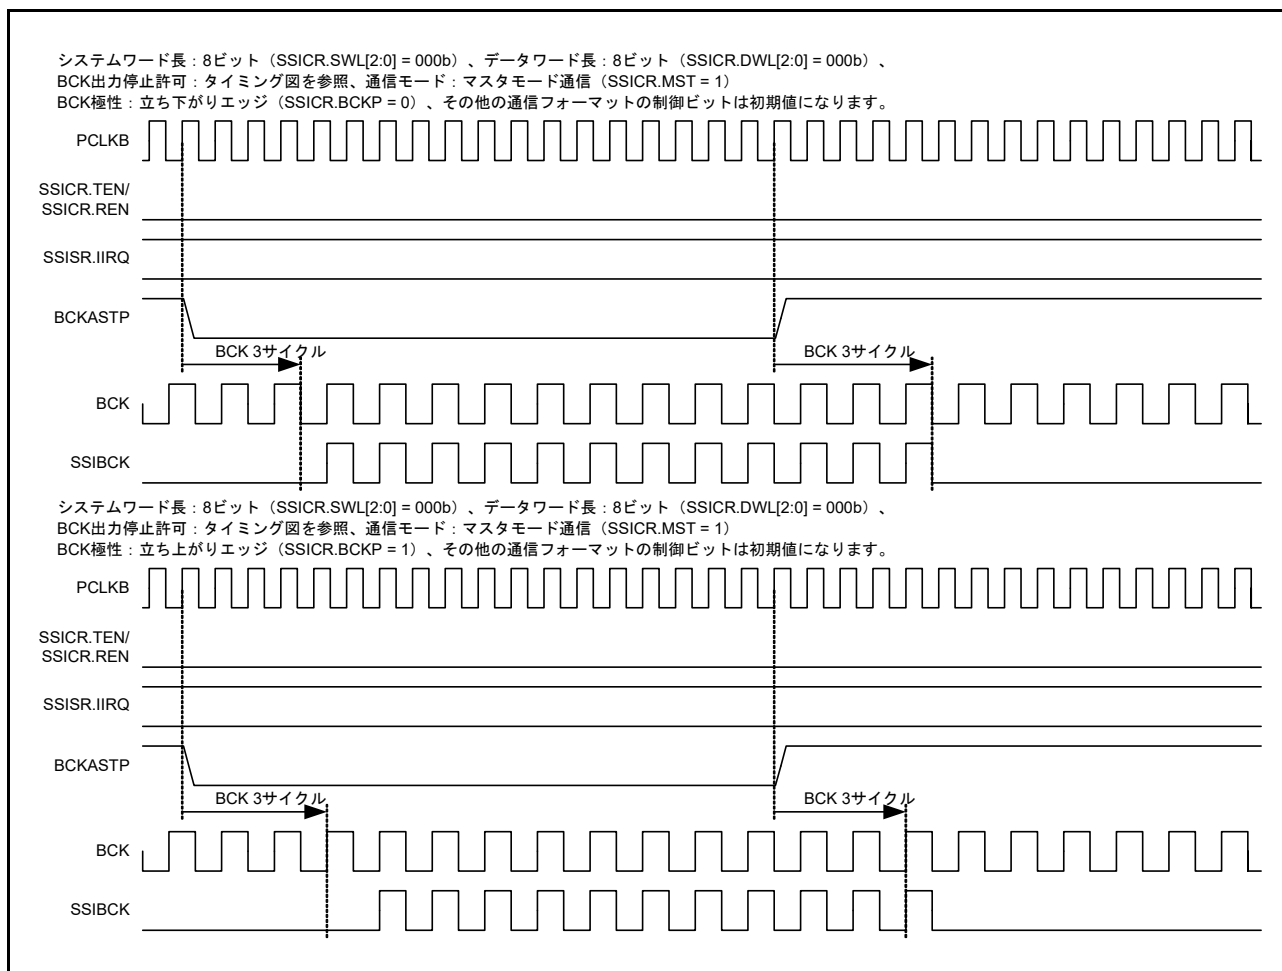 システムワード長：8ビット（SSICR.SWL[2:0] = 000b）、データワード長：8ビット（SSICR.DWL[2:0] = 000b）、
BCK出力停止許可：タイミング図を参照、通信モード：マスタモード通信（SSICR.MST = 1）
BCK極性：立ち下がりエッジ（SSICR.BCKP = 0）、その他の通信フォーマットの制御ビットは初期値になります。
PCLKB
SSICR.TEN/
SSICR.REN
SSISR.IIRQ
BCKASTP
BCK 3サイクル BCK 3サイクル
BCK
SSIBCK
システムワード長：8ビット（SSICR.SWL[2:0] = 000b）、データワード長：8ビット（SSICR.DWL[2:0] = 000b）、
BCK出力停止許可：タイミング図を参照、通信モード：マスタモード通信（SSICR.MST = 1）
BCK極性：立ち上がりエッジ（SSICR.BCKP = 1）、その他の通信フォーマットの制御ビットは初期値になります。
PCLKB
SSICR.TEN/
SSICR.REN
SSISR.IIRQ
BCKASTP
BCK 3サイクル BCK 3サイクル
BCK
SSIBCK